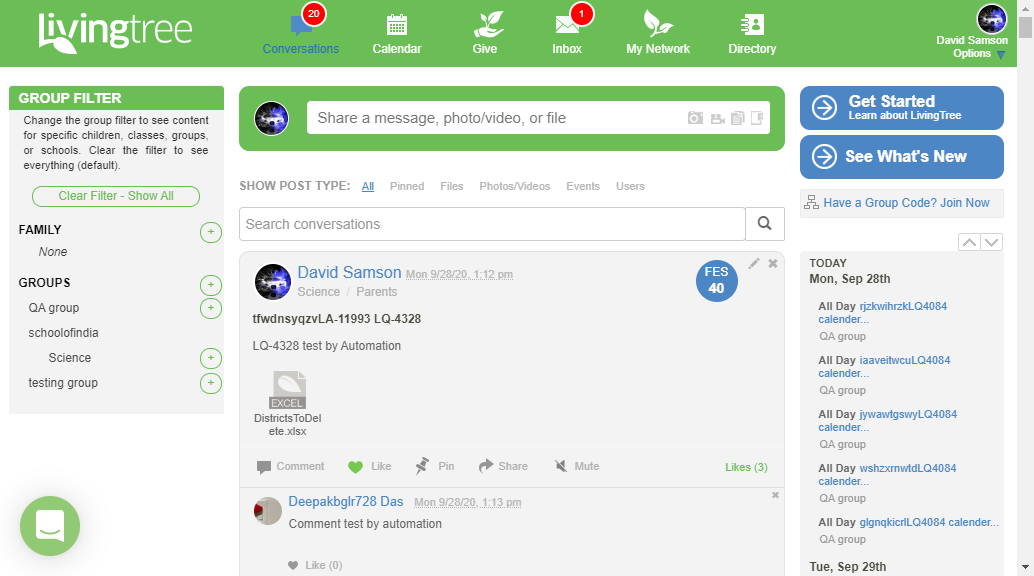 livingtree
20
Conversations
Calendar
Give
1
Inbox
My Network
Directory
David Samson
Options
GROUP FILTER
Change the group filter to see content
for specific children, classes, groups,
or schools. Clear the filter to see
everything (default).
Clear Filter - Show All
FAMILY
+
None
GROUPS
+
QA group
+
schoolofindia
Science
+
testing group
+
Share a message, photo/video, or file
SHOW POST TYPE: All Pinned Files Photos/Videos Events Users
Search conversations
David Samson Mon 9/28/20, 1:12 pm
Science / Parents
FES
40
tfwdnsyqzvLA-11993 LQ-4328
LQ-4328 test by Automation
EXCEL
DistrictsToDel
ete.xlsx
Comment Like Pin Share Mute Likes (3)
Deepakbglr728 Das Mon 9/28/20, 1:13 pm
Comment test by automation
Like (0)
Get Started
Learn about LivingTree
See What's New
Have a Group Code? Join Now
TODAY
Mon, Sep 28th
All Day rjzkwihrzkLQ4084
calender...
QA group
All Day iaaveitwcuLQ4084
calender...
QA group
All Day jywawtgswyLQ4084
calender...
QA group
All Day wshzxrnwtdLQ4084
calender...
QA group
All Day glgnqkicrlLQ4084 calender...
QA group
Tue, Sep 29th